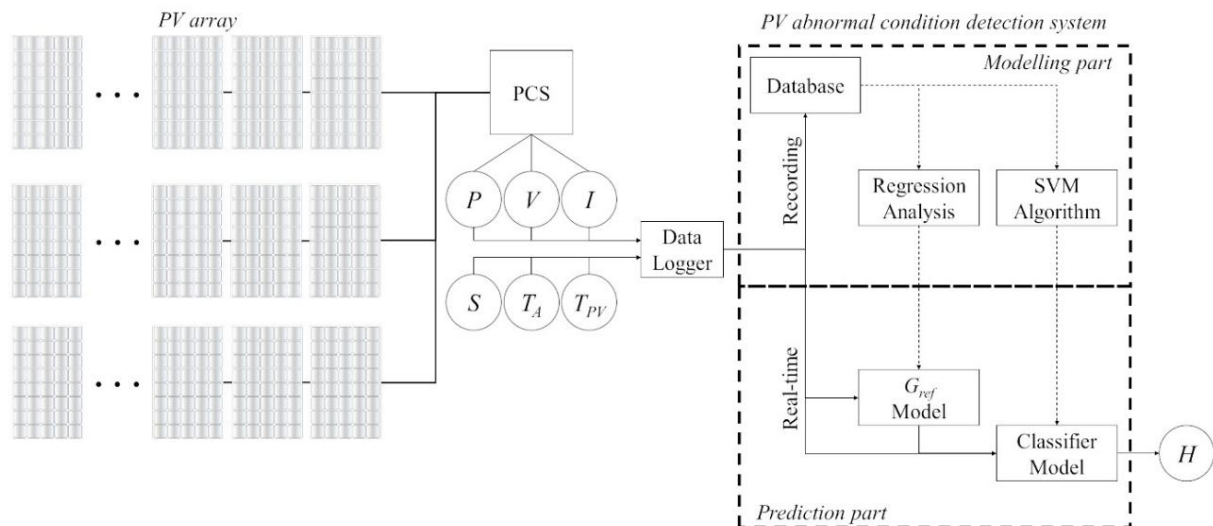 PV array
PV abnormal condition detection system
Modelling part
PCS
Database
P
V
I
Recording
Regression
Analysis
SVM
Algorithm
Data
Logger
S
T_A
T_PV
Real-time
G_ref
Model
Classifier
Model
H
Prediction part